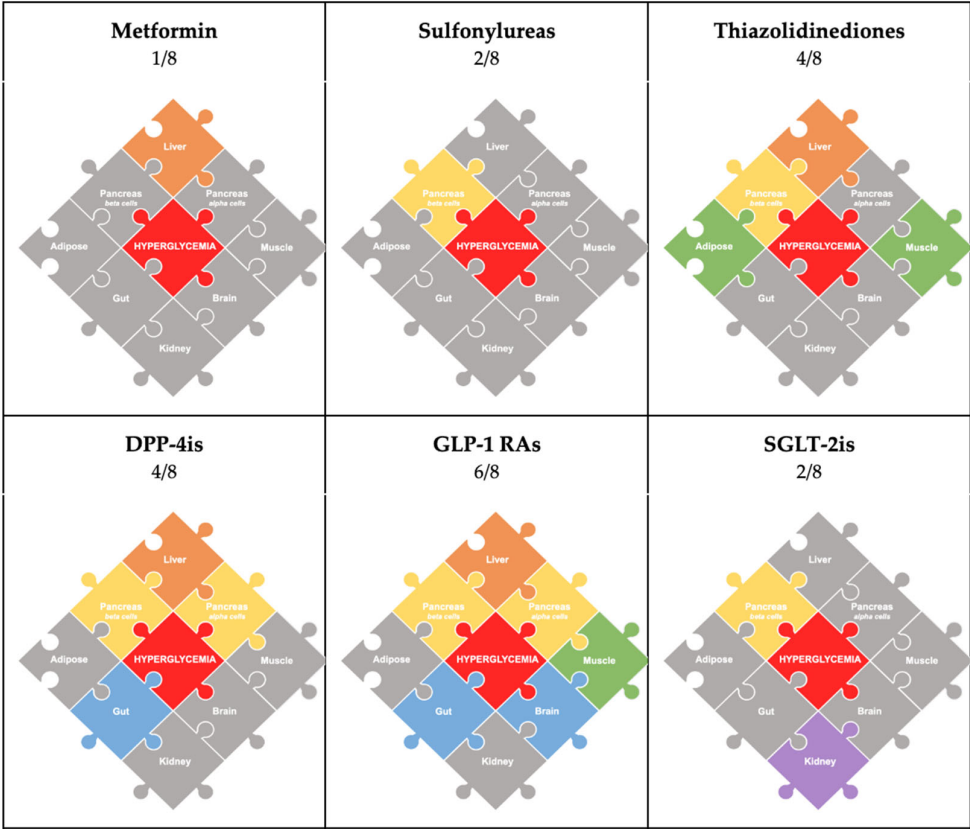 Metformin
1/8
Liver
Pancreas
beta cells
Pancreas
alpha cells
Adipose
HYPERGLYCEMIA
Muscle
Gut
Brain
Kidney
Sulfonylureas
2/8
Liver
Pancreas
beta cells
Pancreas
alpha cells
Adipose
HYPERGLYCEMIA
Muscle
Gut
Brain
Kidney
Thiazolidinediones
4/8
Liver
Pancreas
beta cells
Pancreas
alpha cells
Adipose
HYPERGLYCEMIA
Muscle
Gut
Brain
Kidney
DPP-4is
4/8
Liver
Pancreas
beta cells
Pancreas
alpha cells
Adipose
HYPERGLYCEMIA
Muscle
Gut
Brain
Kidney
GLP-1 RAs
6/8
Liver
Pancreas
beta cells
Pancreas
alpha cells
Adipose
HYPERGLYCEMIA
Muscle
Gut
Brain
Kidney
SGLT-2is
2/8
Liver
Pancreas
beta cells
Pancreas
alpha cells
Adipose
HYPERGLYCEMIA
Muscle
Gut
Brain
Kidney